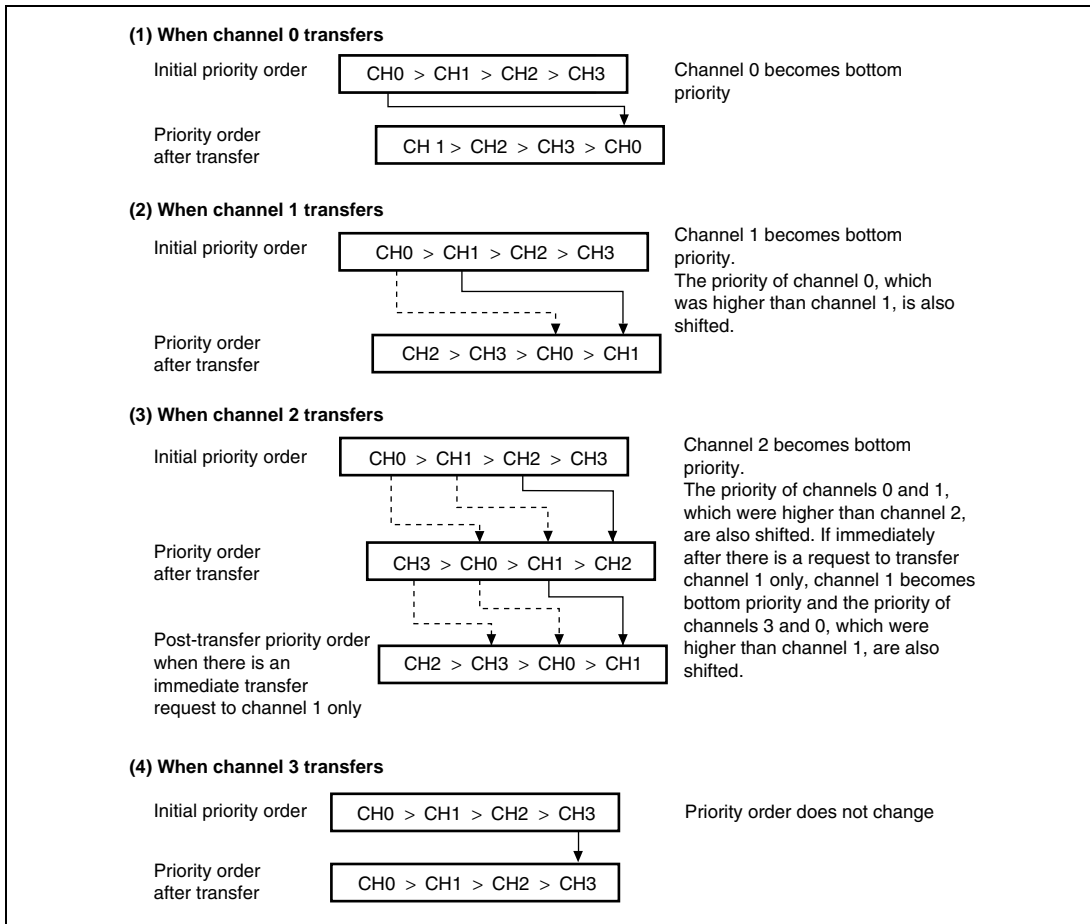 (1) When channel 0 transfers
Initial priority order
CH0 > CH1 > CH2 > CH3
Channel 0 becomes bottom
priority
Priority order
after transfer
CH 1 > CH2 > CH3 > CH0
(2) When channel 1 transfers
Initial priority order
CH0 > CH1 > CH2 > CH3
Channel 1 becomes bottom
priority.
The priority of channel 0, which
was higher than channel 1, is also
shifted.
Priority order
after transfer
CH2 > CH3 > CH0 > CH1
(3) When channel 2 transfers
Initial priority order
CH0 > CH1 > CH2 > CH3
Channel 2 becomes bottom
priority.
The priority of channels 0 and 1,
which were higher than channel 2,
are also shifted. If immediately
after there is a request to transfer
channel 1 only, channel 1 becomes
bottom priority and the priority of
channels 3 and 0, which were
higher than channel 1, are also
shifted.
Priority order
after transfer
CH3 > CH0 > CH1 > CH2
Post-transfer priority order
when there is an
immediate transfer
request to channel 1 only
CH2 > CH3 > CH0 > CH1
(4) When channel 3 transfers
Initial priority order
CH0 > CH1 > CH2 > CH3
Priority order does not change
Priority order
after transfer
CH0 > CH1 > CH2 > CH3